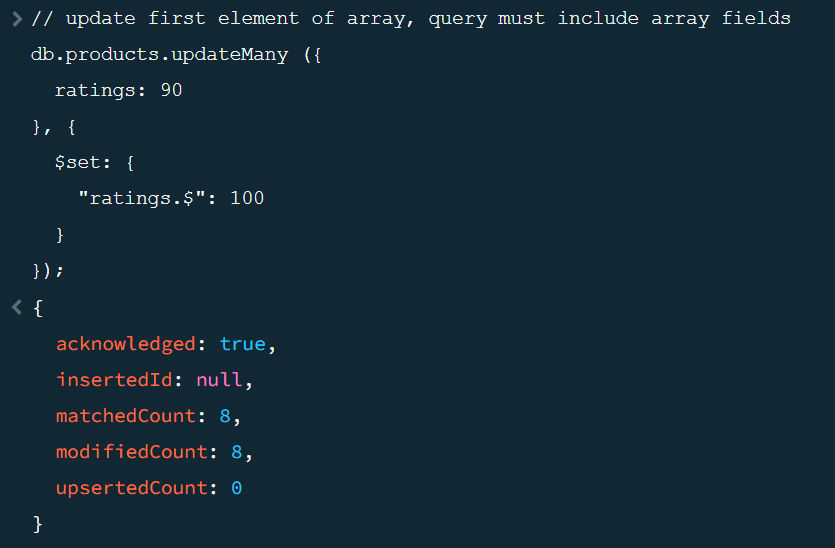 > // update first element of array, query must include array fields
db.products.updateMany ({
  ratings: 90
}, {
  $set: {
    "ratings.$": 100
  }
});
< {
  acknowledged: true,
  insertedId: null,
  matchedCount: 8,
  modifiedCount: 8,
  upsertedCount: 0
}